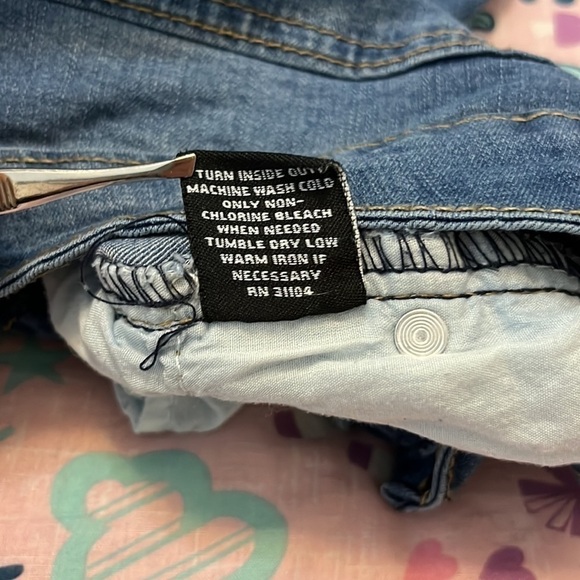 TURN INSIDE OUT
MACHINE WASH COLD
ONLY NON-
CHLORINE BLEACH
WHEN NEEDED
TUMBLE DRY LOW
WARM IRON IF
NECESSARY
RN 31104